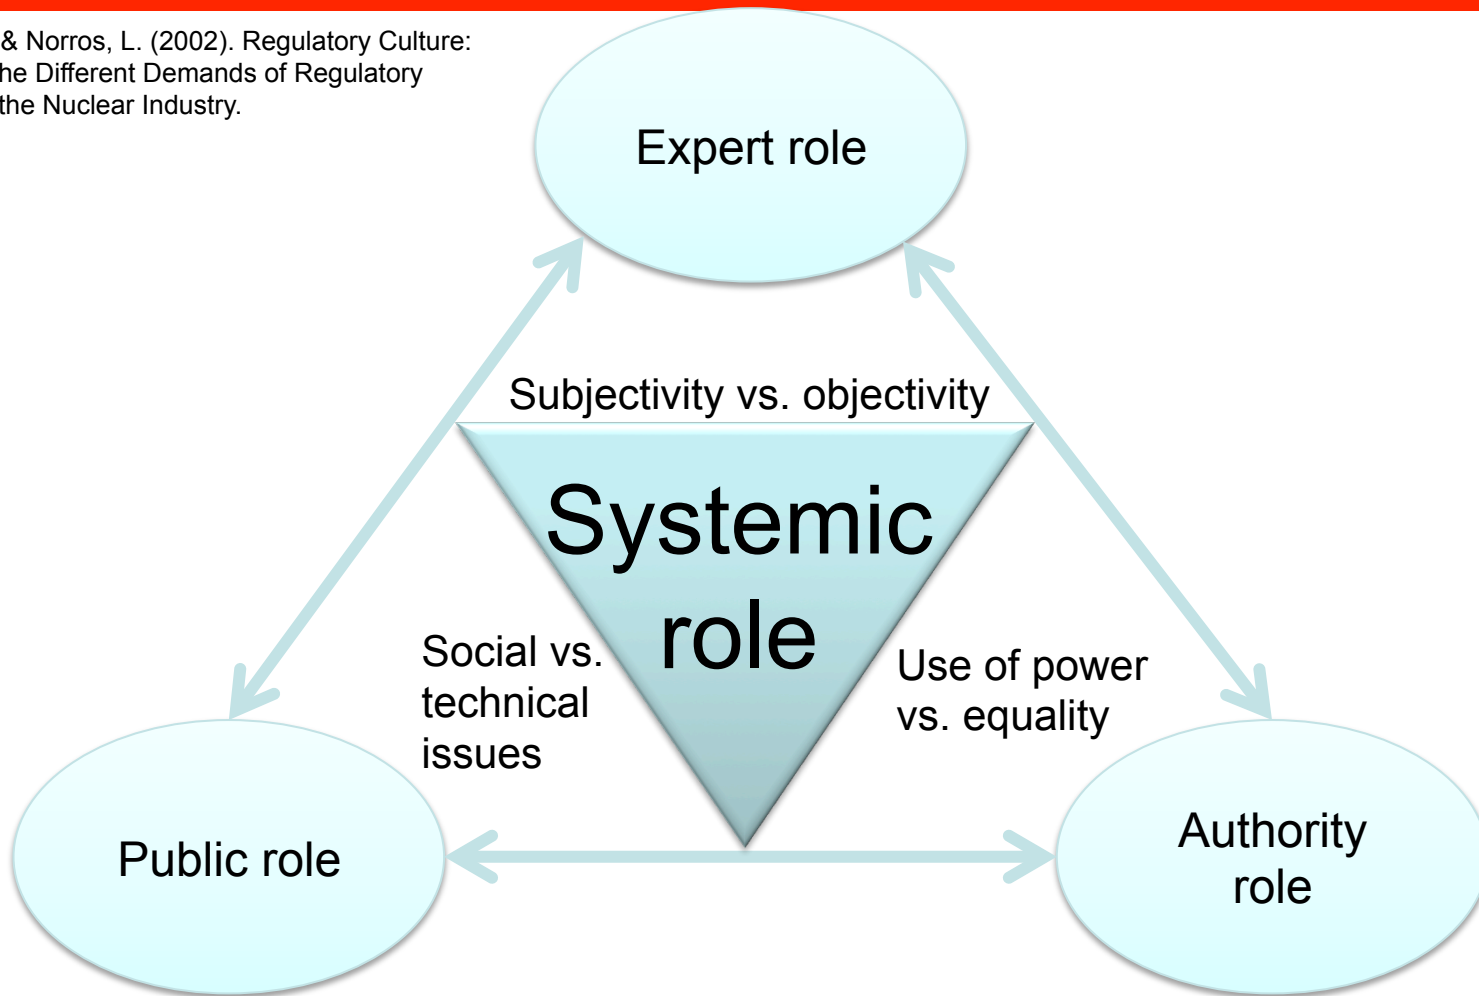 & Norros, L. (2002). Regulatory Culture:
he Different Demands of Regulatory
the Nuclear Industry.
Expert role
Subjectivity vs. objectivity
Systemic
role
Social vs.
technical
issues
Use of power
vs. equality
Public role
Authority
role